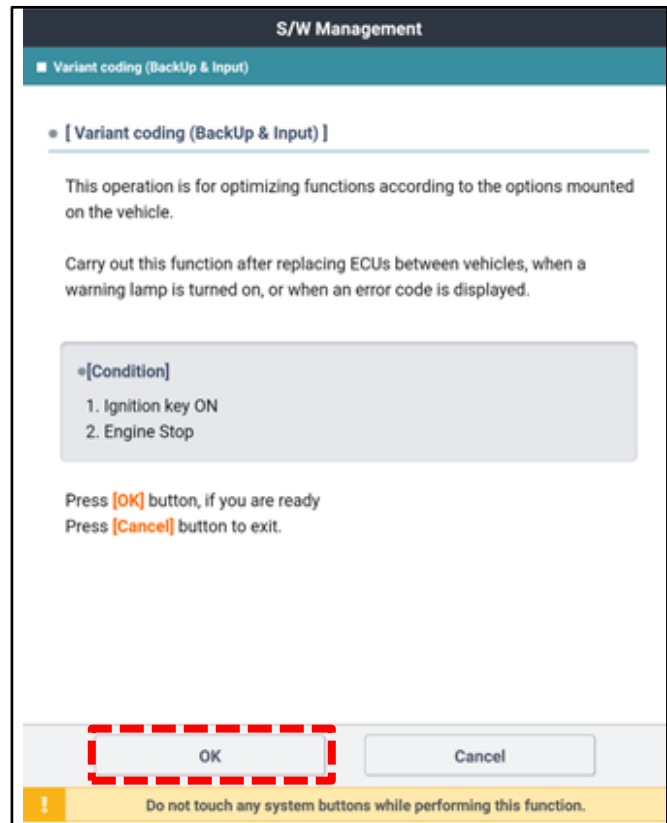 S/W Management
■ Variant coding (BackUp & Input)
● [ Variant coding (BackUp & Input) ]
This operation is for optimizing functions according to the options mounted
on the vehicle.
Carry out this function after replacing ECUs between vehicles, when a
warning lamp is turned on, or when an error code is displayed.
●[Condition]
1. Ignition key ON
2. Engine Stop
Press [OK] button, if you are ready
Press [Cancel] button to exit.
OK
Cancel
! Do not touch any system buttons while performing this function.